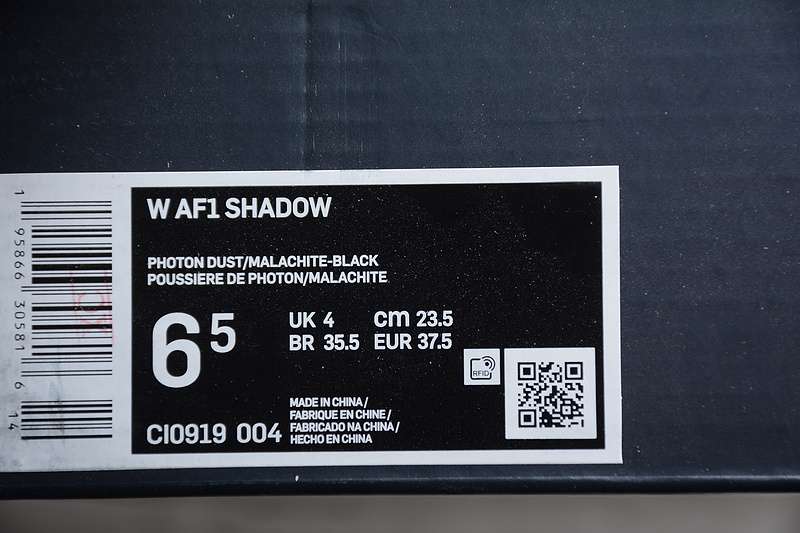 W AF1 SHADOW
PHOTON DUST/MALACHITE-BLACK
POUSSIERE DE PHOTON/MALACHITE
6 5
UK 4 cm 23.5
BR 35.5 EUR 37.5
RFID
MADE IN CHINA /
FABRIQUE EN CHINE /
FABRICADO NA CHINA /
HECHO EN CHINA
CI0919 004
1 95866 30581 6 14